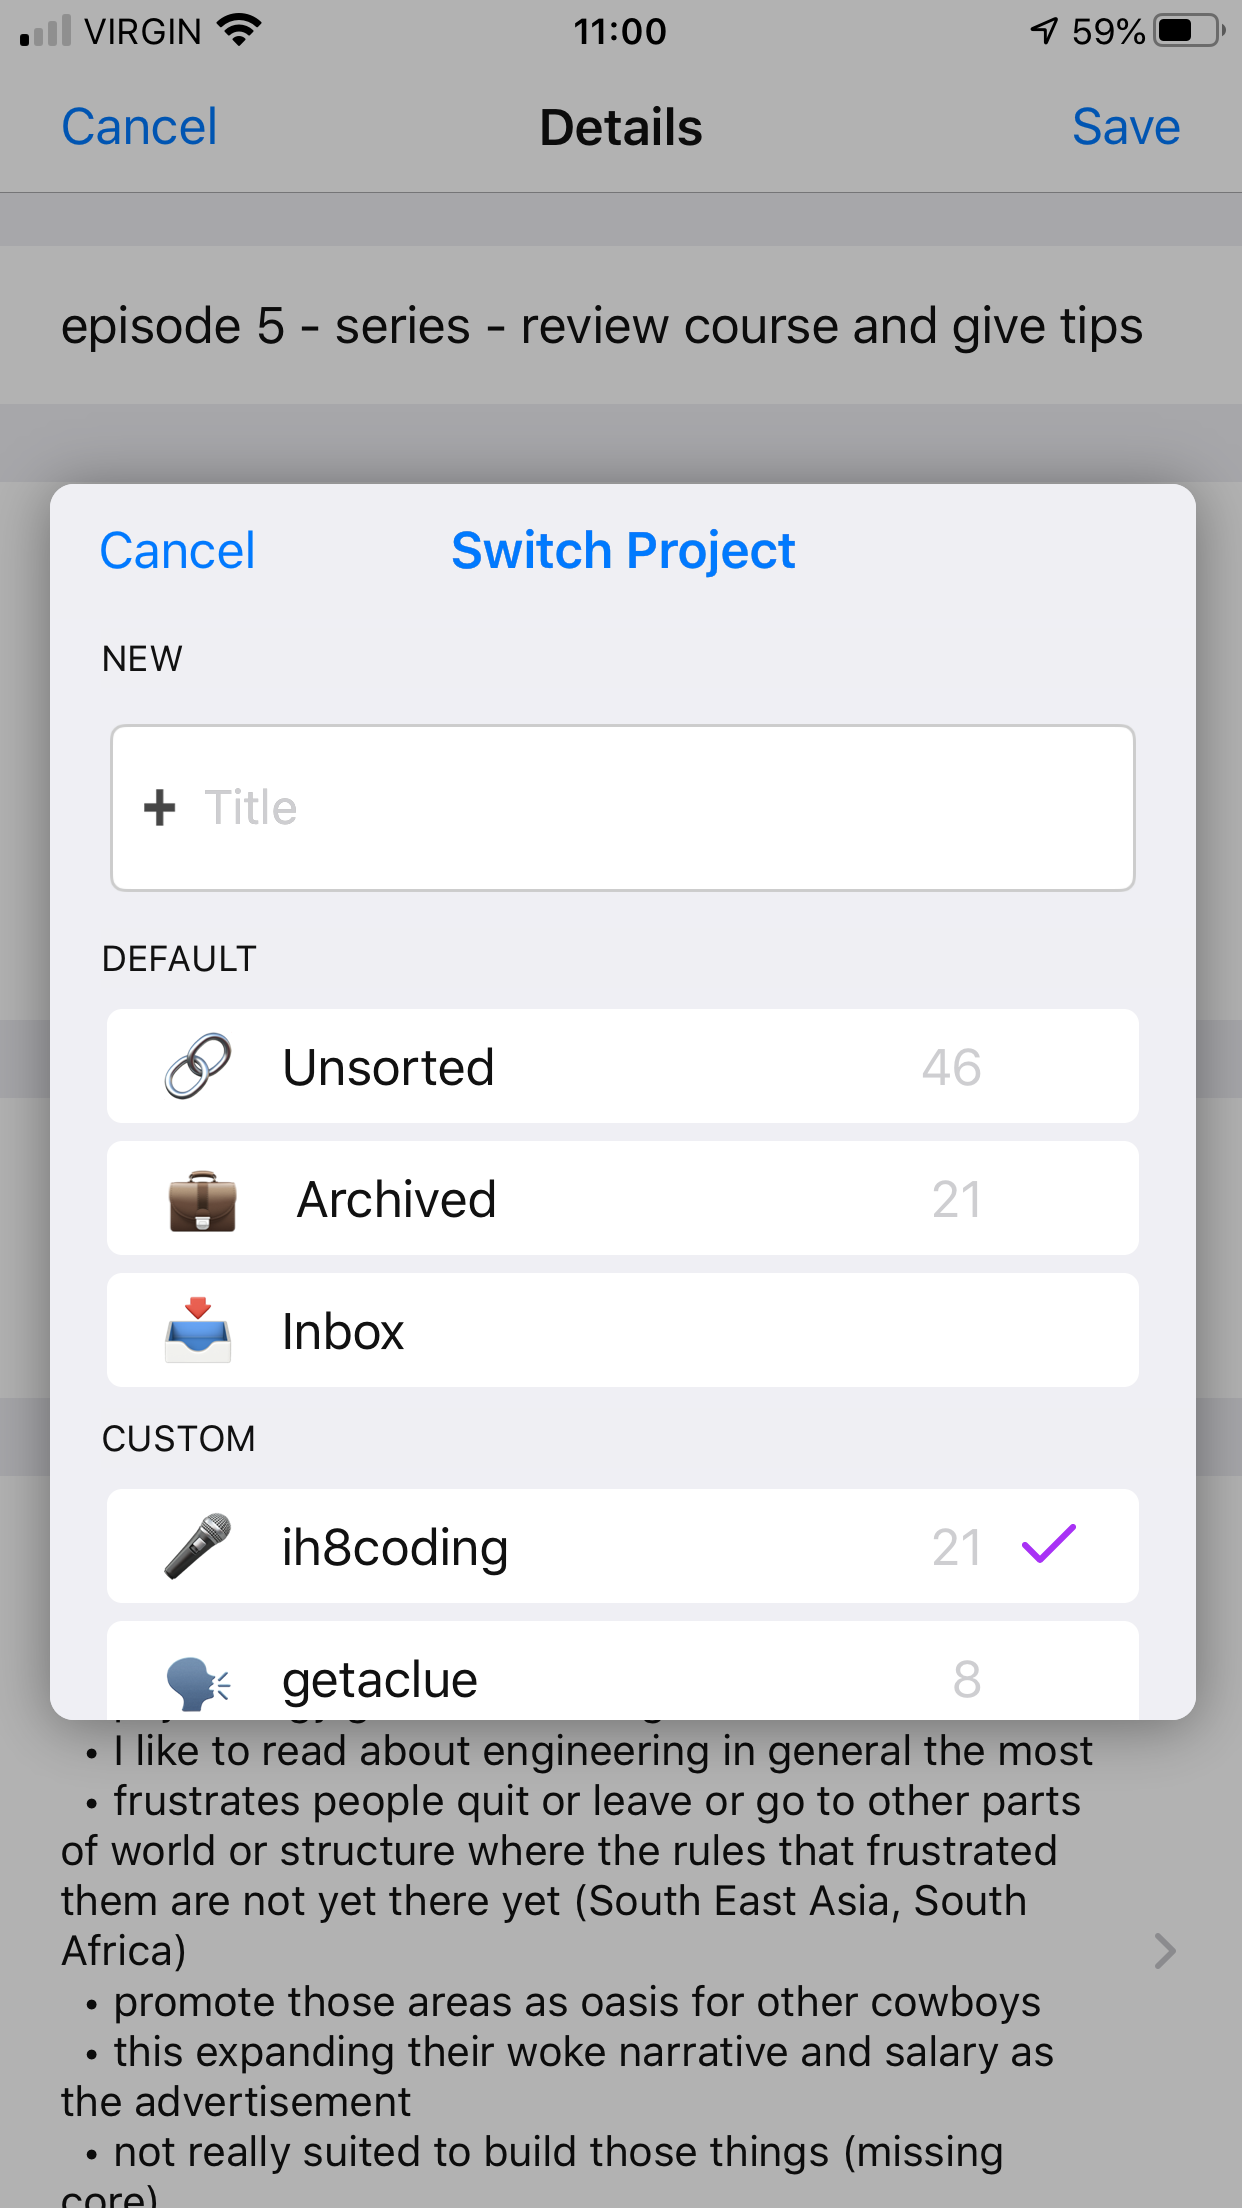 VIRGIN 11:00 59%
Cancel Details Save
episode 5 - series - review course and give tips
Cancel Switch Project
NEW
+ Title
DEFAULT
Unsorted 46
Archived 21
Inbox
CUSTOM
ih8coding 21
getaclue 8
• I like to read about engineering in general the most
• frustrates people quit or leave or go to other parts
of world or structure where the rules that frustrated
them are not yet there yet (South East Asia, South
Africa)
• promote those areas as oasis for other cowboys
• this expanding their woke narrative and salary as
the advertisement
• not really suited to build those things (missing
core)